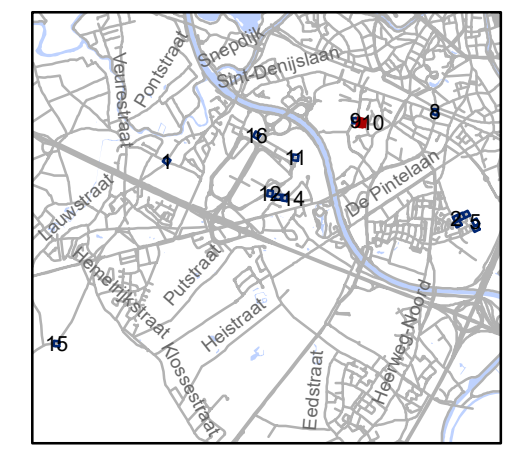 Snepdijk
Sint-Denijslaan
Pontstraat
Veurestraat
8
9
10
16
11
1
De Pintelaan
Lauwstraat
12
14
2
5
Hemelrijkstraat
Putstraat
Heistraat
15
Klossestraat
Eedstraat
Heerweg-Noord